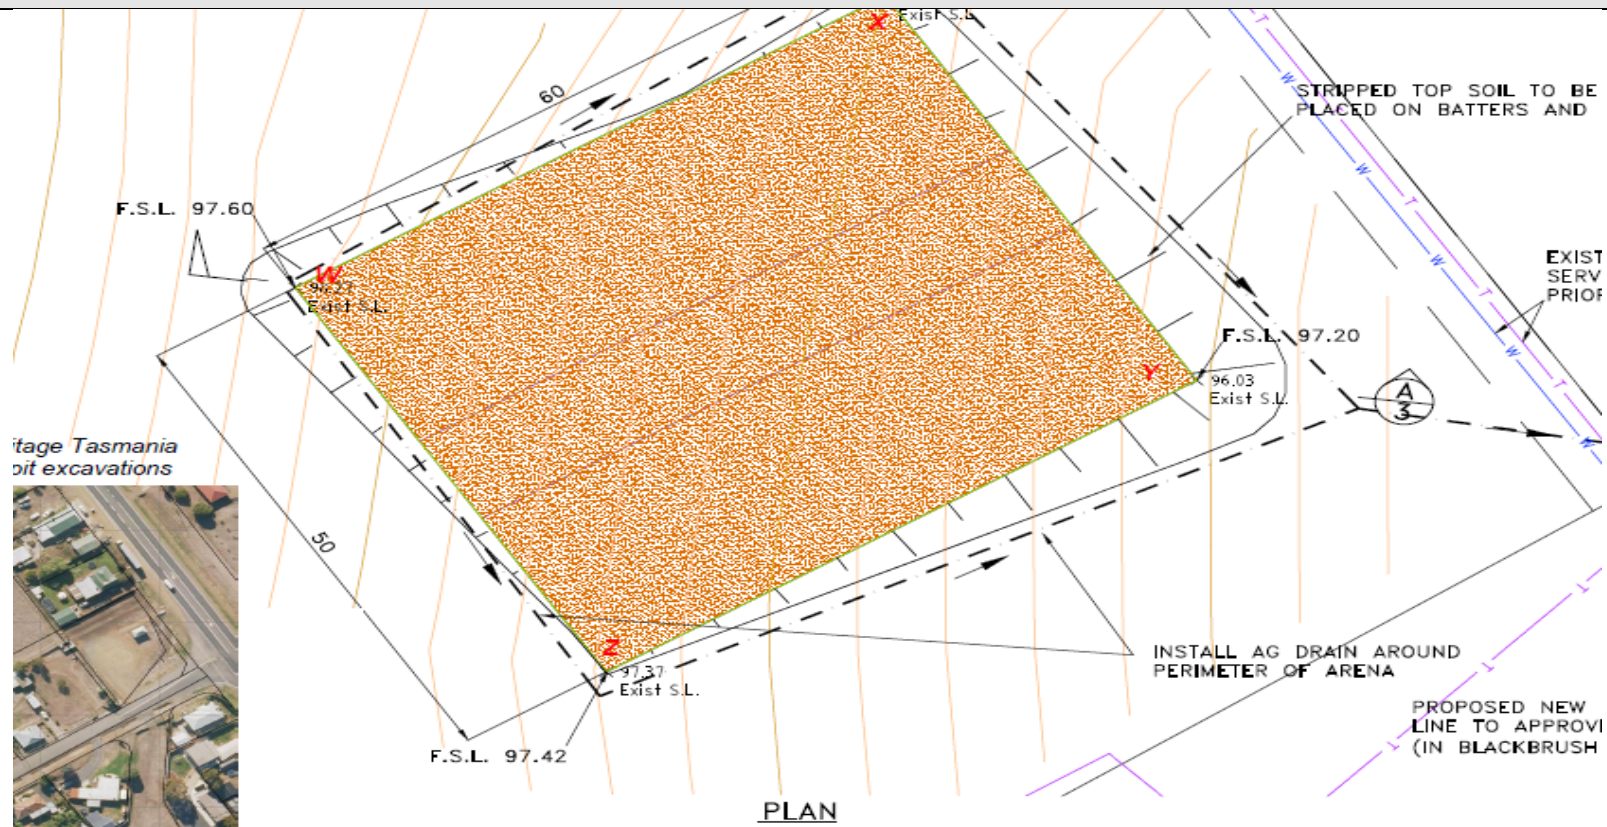 X
Exist S.L.
60
STRIPPED TOP SOIL TO BE
PLACED ON BATTERS AND
W
T
W
T
F.S.L. 97.60
W
Exist S.L.
W
T
EXIST
SERV
PRIOR
F.S.L. 97.20
W
T
Y
96.03
Exist S.L.
A
3
W
itage Tasmania
pit excavations
50
Z
97.37
Exist S.L.
INSTALL AG DRAIN AROUND
PERIMETER OF ARENA
F.S.L. 97.42
PROPOSED NEW
LINE TO APPROV
(IN BLACKBRUSH
PLAN